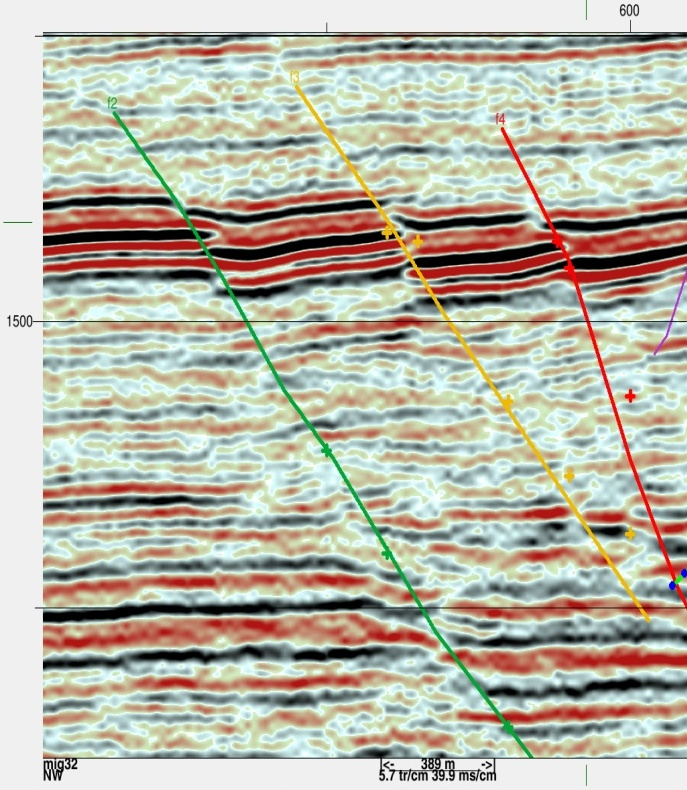 600
f3
f2
f4
1500
mig32
NW
<- 389 m ->
5.7 tr/cm 39.9 ms/cm